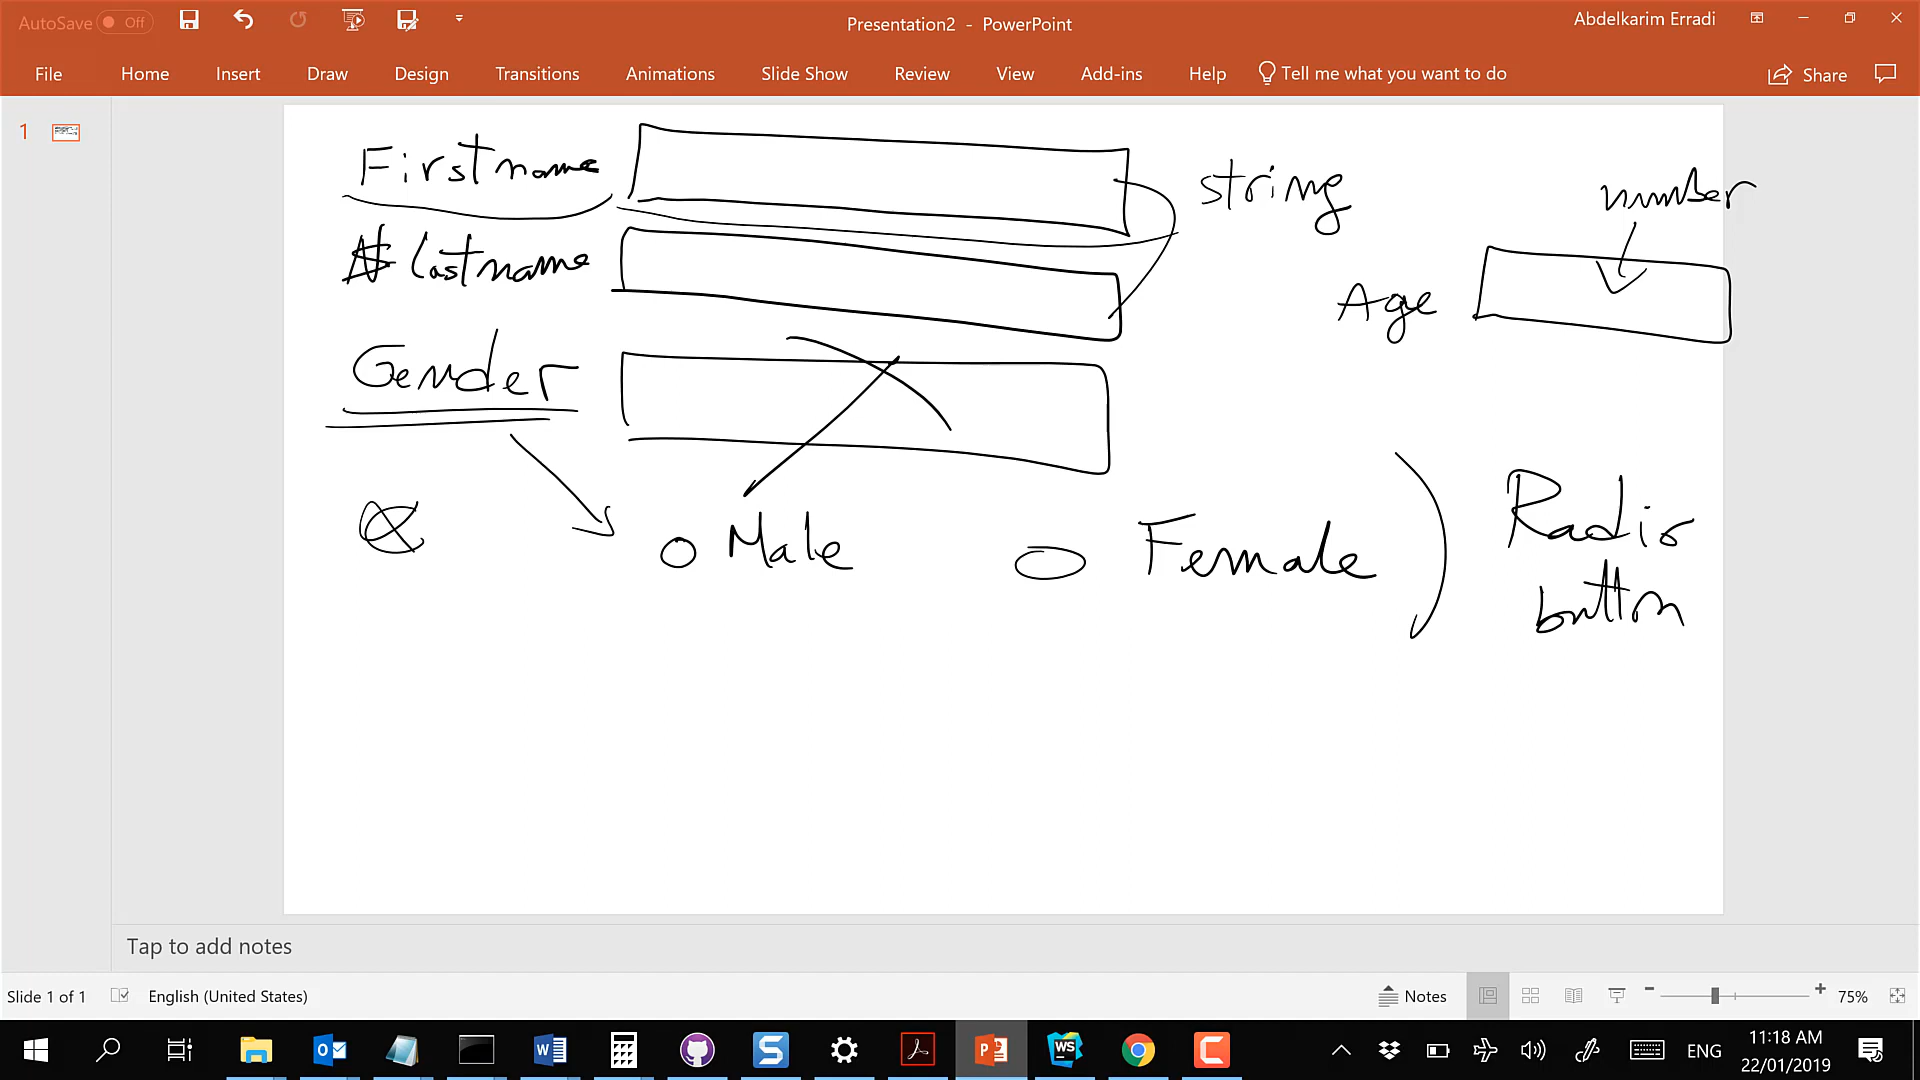 AutoSave Off
Presentation2 - PowerPoint
Abdelkarim Erradi
File Home Insert Draw Design Transitions Animations Slide Show Review View Add-ins Help Tell me what you want to do
Share
1
First name
string
number
Last name
Age
Gender
Male
Female
Radio
button
Tap to add notes
Slide 1 of 1
English (United States)
Notes
75%
ENG
11:18 AM
22/01/2019